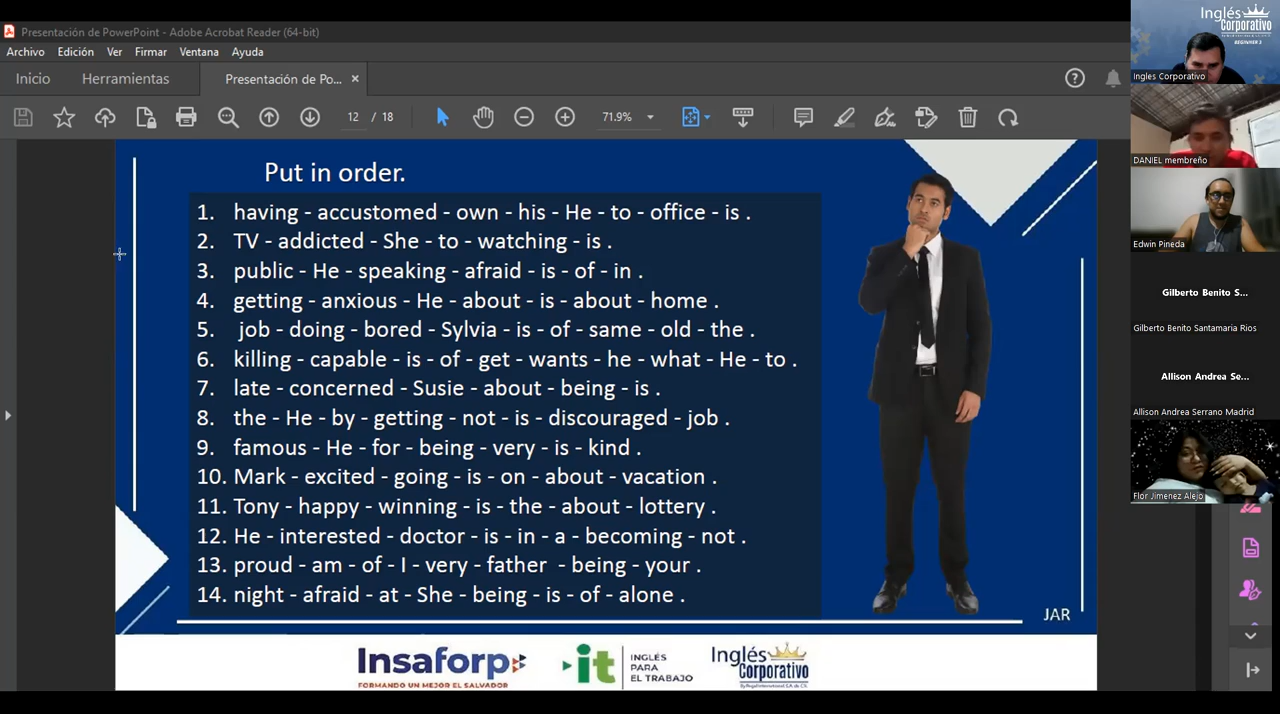 Presentación de PowerPoint - Adobe Acrobat Reader (64-bit)
Archivo Edición Ver Firmar Ventana Ayuda
Inicio Herramientas Presentación de Po... ×
12 / 18 71.9%
Put in order.
1. having - accustomed - own - his - He - to - office - is .
2. TV - addicted - She - to - watching - is .
3. public - He - speaking - afraid - is - of - in .
4. getting - anxious - He - about - is - about - home .
5. job - doing - bored - Sylvia - is - of - same - old - the .
6. killing - capable - is - of - get - wants - he - what - He - to .
7. late - concerned - Susie - about - being - is .
8. the - He - by - getting - not - is - discouraged - job .
9. famous - He - for - being - very - is - kind .
10. Mark - excited - going - is - on - about - vacation .
11. Tony - happy - winning - is - the - about - lottery .
12. He - interested - doctor - is - in - a - becoming - not .
13. proud - am - of - I - very - father - being - your .
14. night - afraid - at - She - being - is - of - alone .
JAR
Insaforp
FORMANDO UN MEJOR EL SALVADOR
it
INGLÉS
PARA
EL TRABAJO
Inglés
Corporativo
Inglés
Corporativo
BEGINNER 2
Ingles Corporativo
DANIEL membreño
Edwin Pineda
Gilberto Benito S...
Gilberto Benito Santamaria Rios
Allison Andrea Se...
Allison Andrea Serrano Madrid
Flor Jimenez Alejo